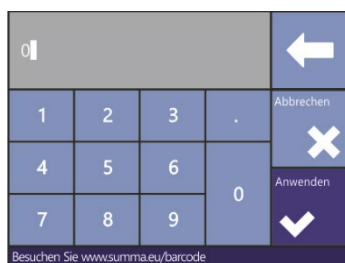 0
Abbrechen
1 2 3 .
4 5 6 0
Anwenden
7 8 9
Besuchen Sie www.summa.eu/barcode